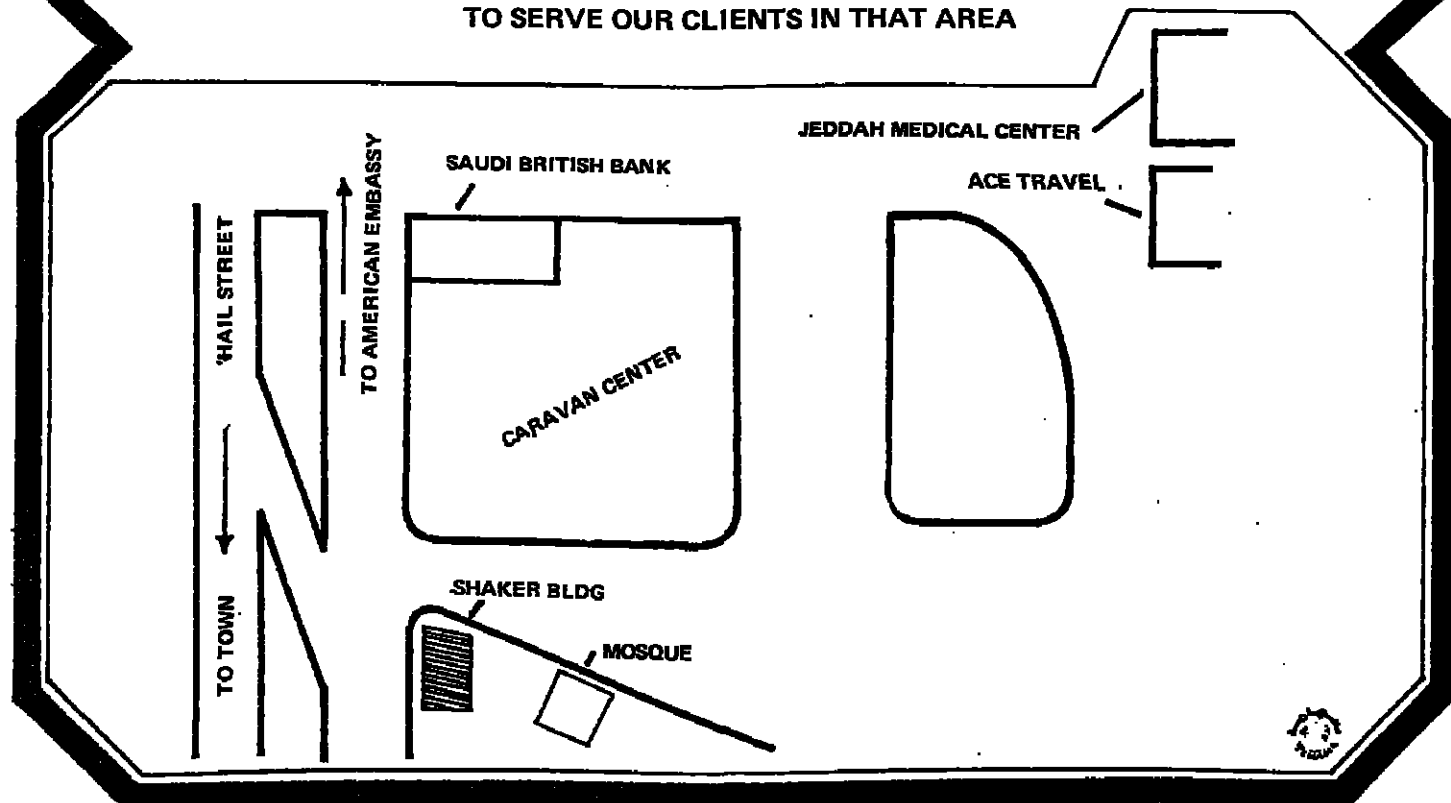 TO SERVE OUR CLIENTS IN THAT AREA
JEDDAH MEDICAL CENTER
SAUDI BRITISH BANK
ACE TRAVEL
HAIL STREET
TO AMERICAN EMBASSY
CARAVAN CENTER
SHAKER BLDG
TO TOWN
MOSQUE